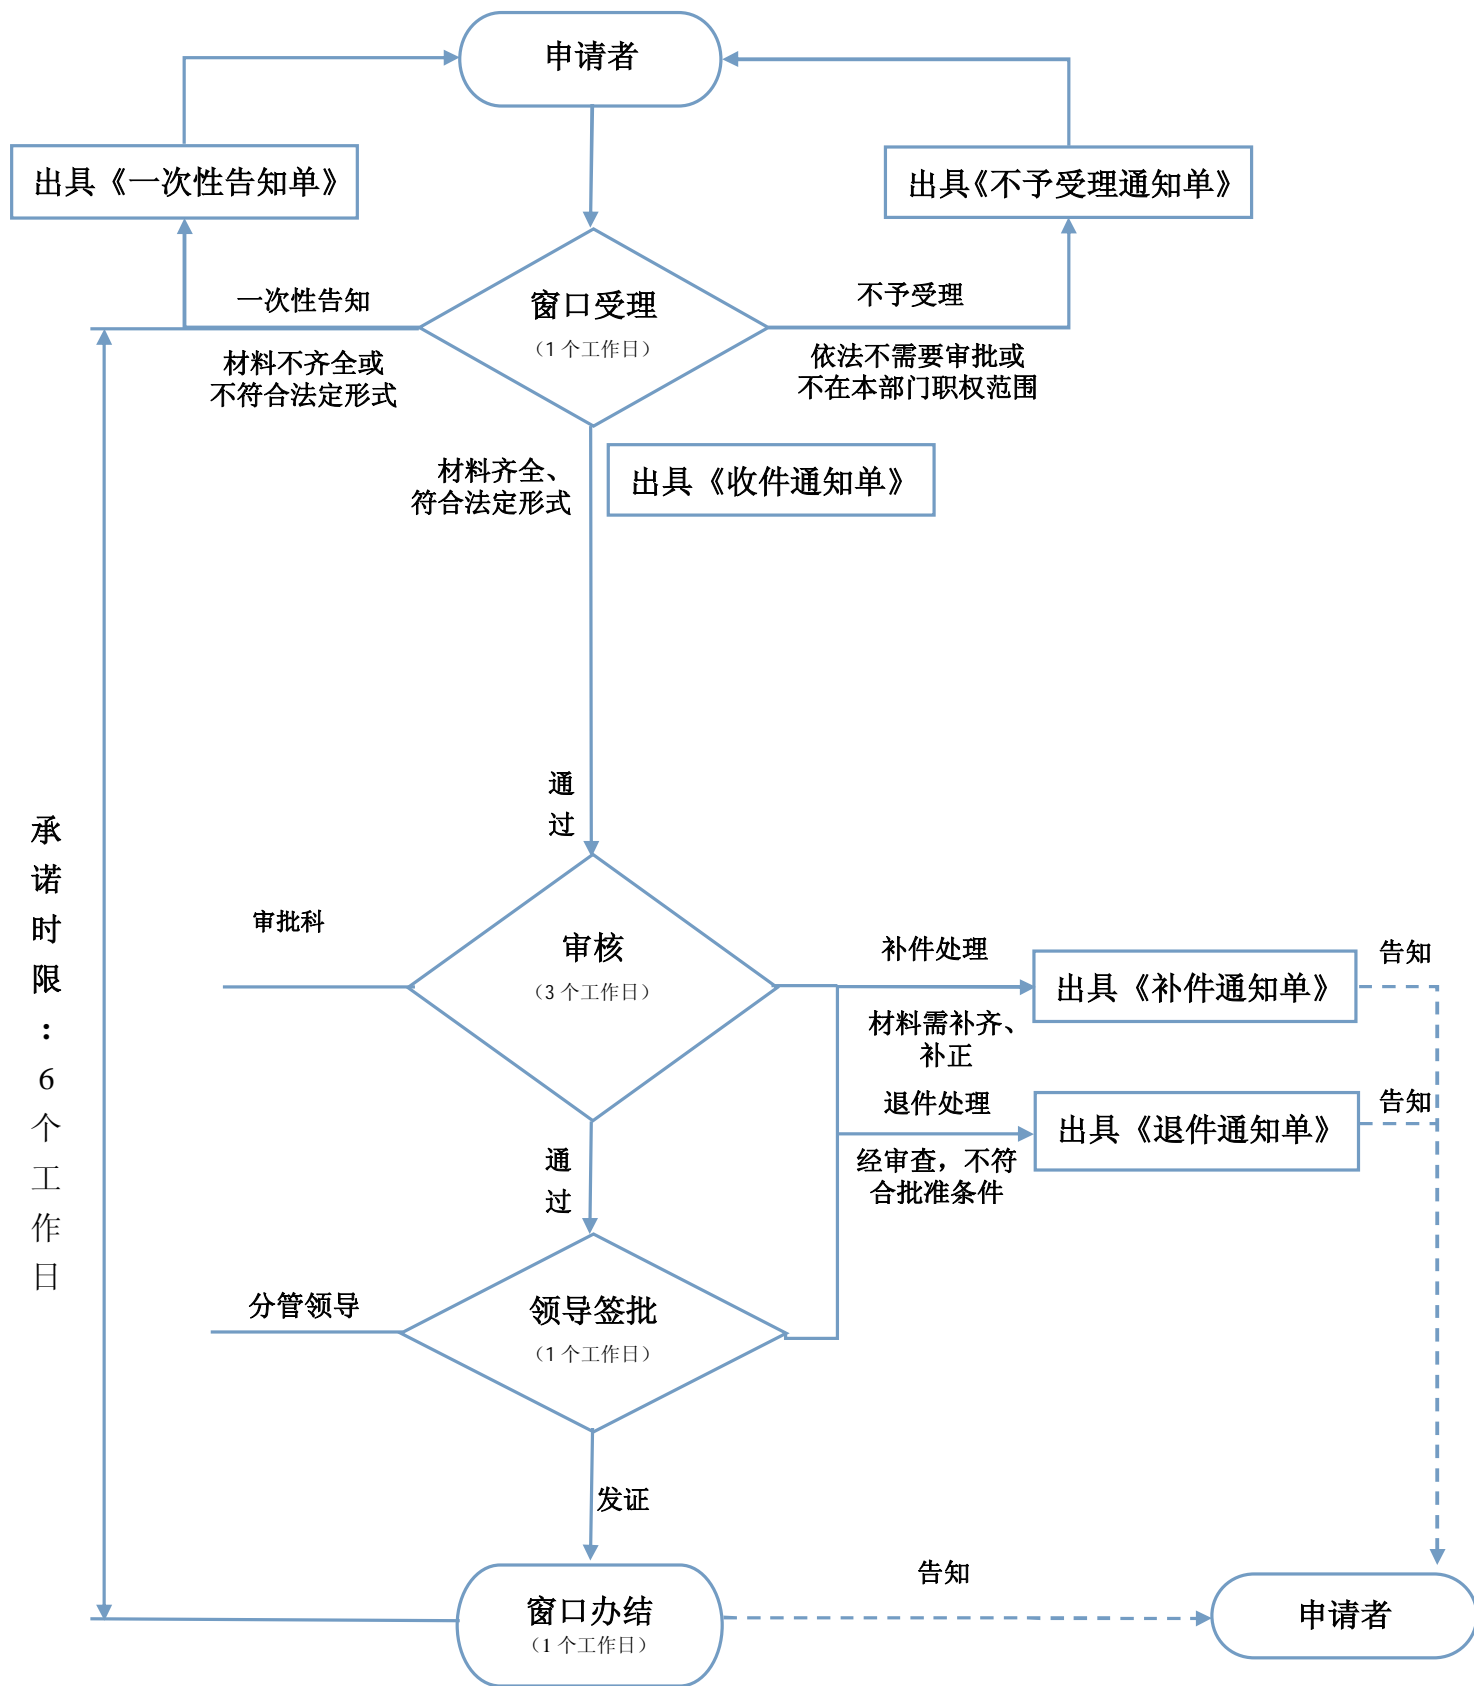 申请者
出具《一次性告知单》
出具《不予受理通知单》
一次性告知
窗口受理
（1个工作日）
不予受理
材料不齐全或
不符合法定形式
依法不需要审批或
不在本部门职权范围
材料齐全、
符合法定形式
出具《收件通知单》
通
过
承
诺
时
限
：
6
个
工
作
日
审批科
审核
（3个工作日）
补件处理
出具《补件通知单》
告知
材料需补齐、
补正
退件处理
出具《退件通知单》
告知
经审查，不符
合批准条件
通
过
分管领导
领导签批
（1个工作日）
发证
窗口办结
（1个工作日）
告知
申请者